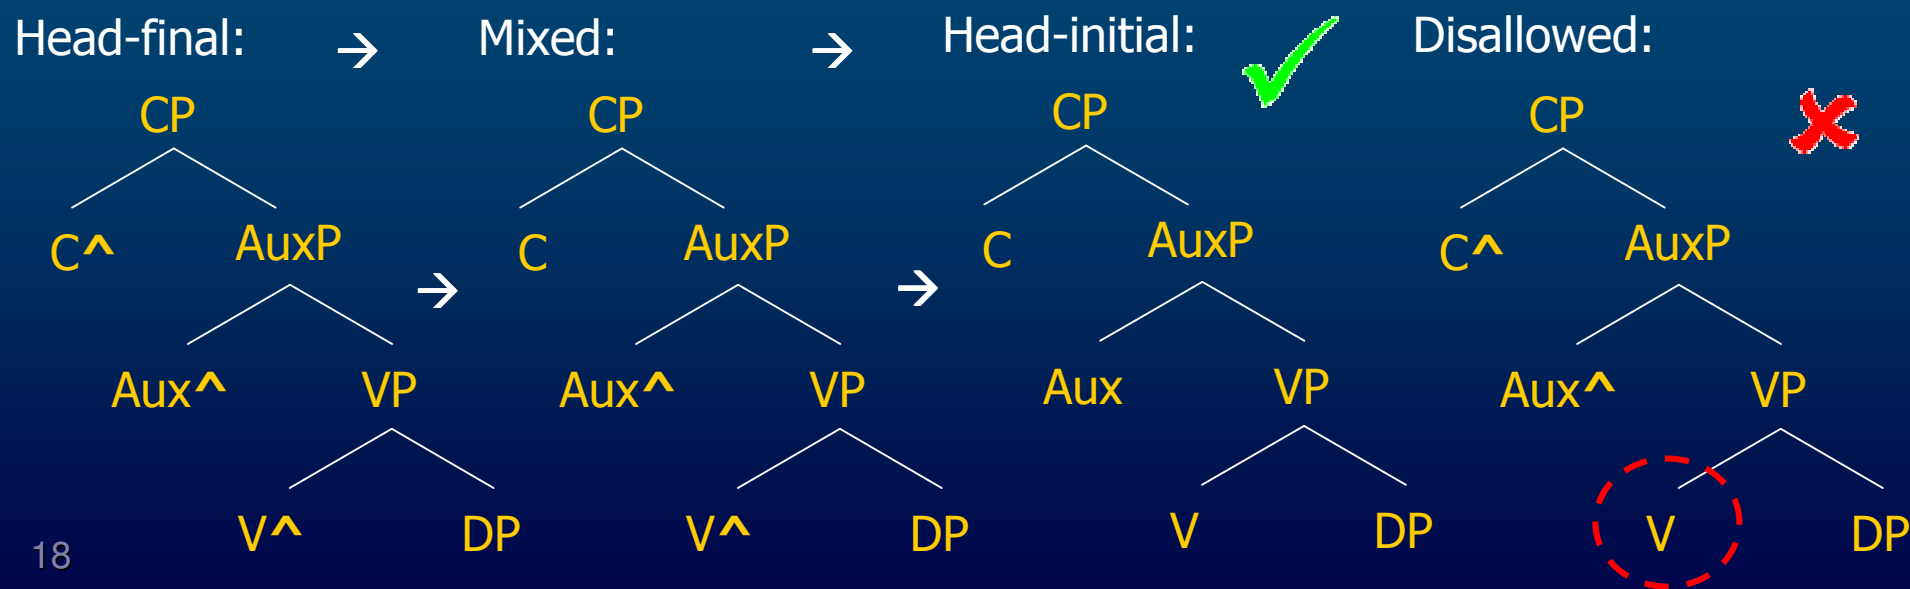 Head-final: → Mixed: → Head-initial: Disallowed:
CP CP CP CP
C^ AuxP C AuxP C AuxP C^ AuxP
→ →
Aux^ VP Aux^ VP Aux VP Aux^ VP
V^ DP V^ DP V DP V DP
18